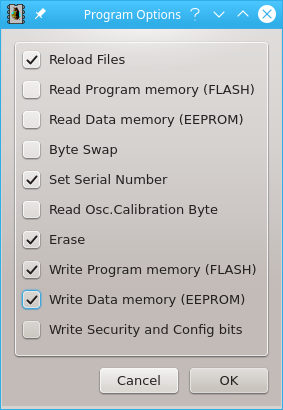 Program Options
Reload Files
Read Program memory (FLASH)
Read Data memory (EEPROM)
Byte Swap
Set Serial Number
Read Osc.Calibration Byte
Erase
Write Program memory (FLASH)
Write Data memory (EEPROM)
Write Security and Config bits
Cancel OK